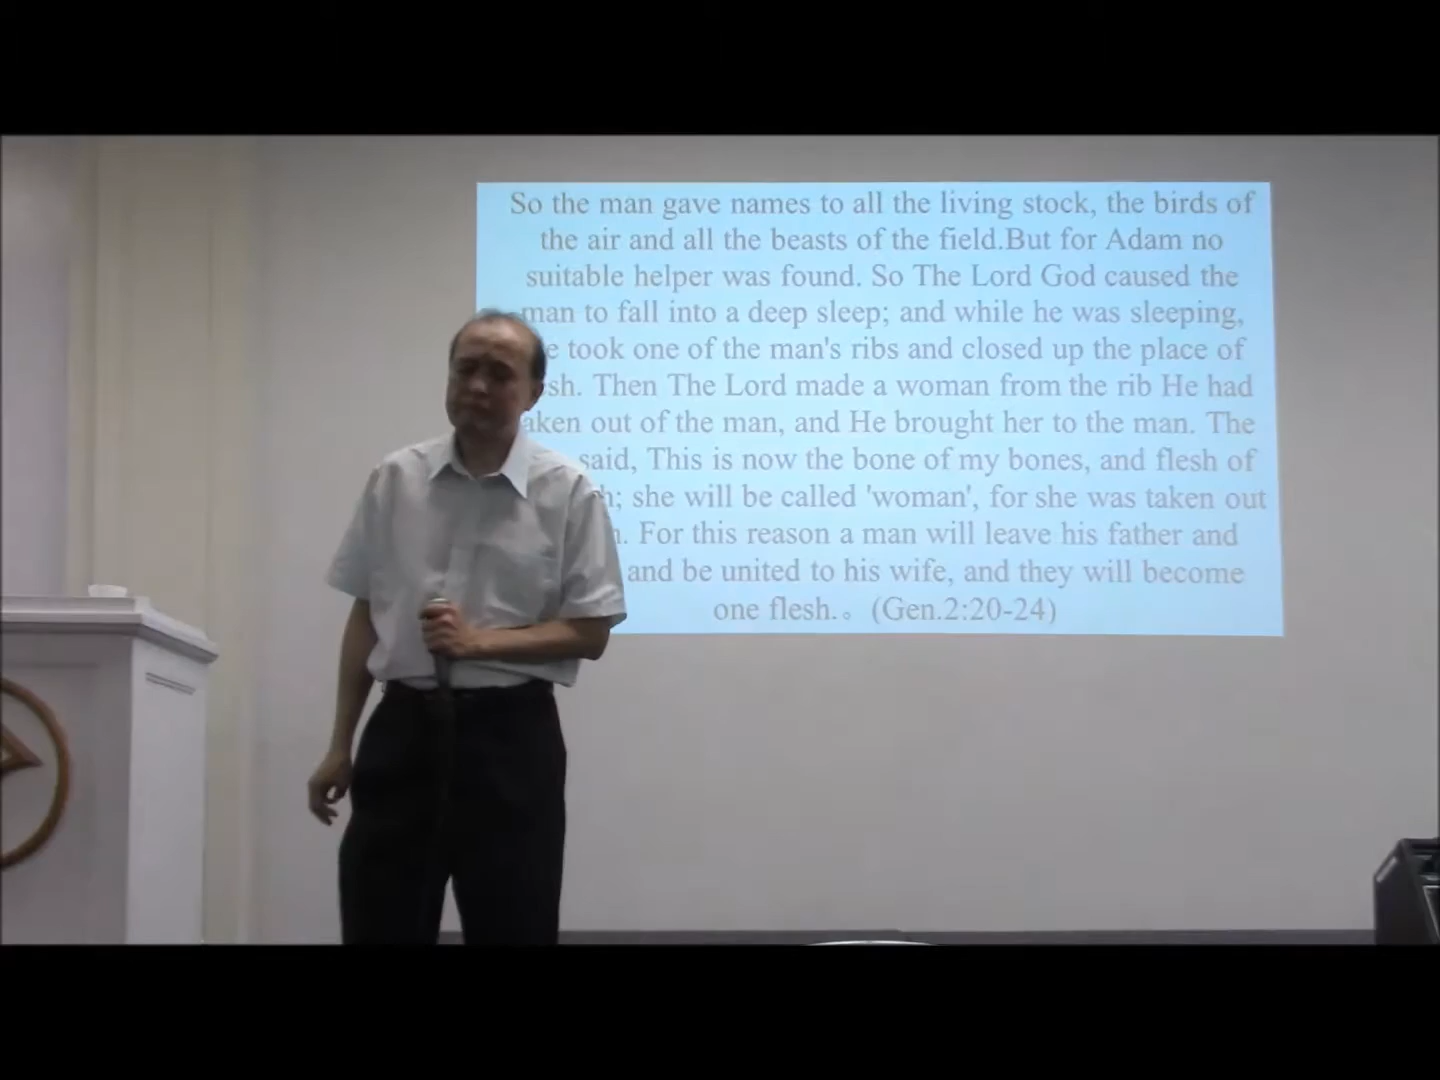 So the man gave names to all the living stock, the birds of
the air and all the beasts of the field.But for Adam no
suitable helper was found. So The Lord God caused the
man to fall into a deep sleep; and while he was sleeping,
took one of the man's ribs and closed up the place of
Then The Lord made a woman from the rib He had
out of the man, and He brought her to the man. The
said, This is now the bone of my bones, and flesh of
she will be called 'woman', for she was taken out
For this reason a man will leave his father and
and be united to his wife, and they will become
one flesh.。(Gen.2:20-24)